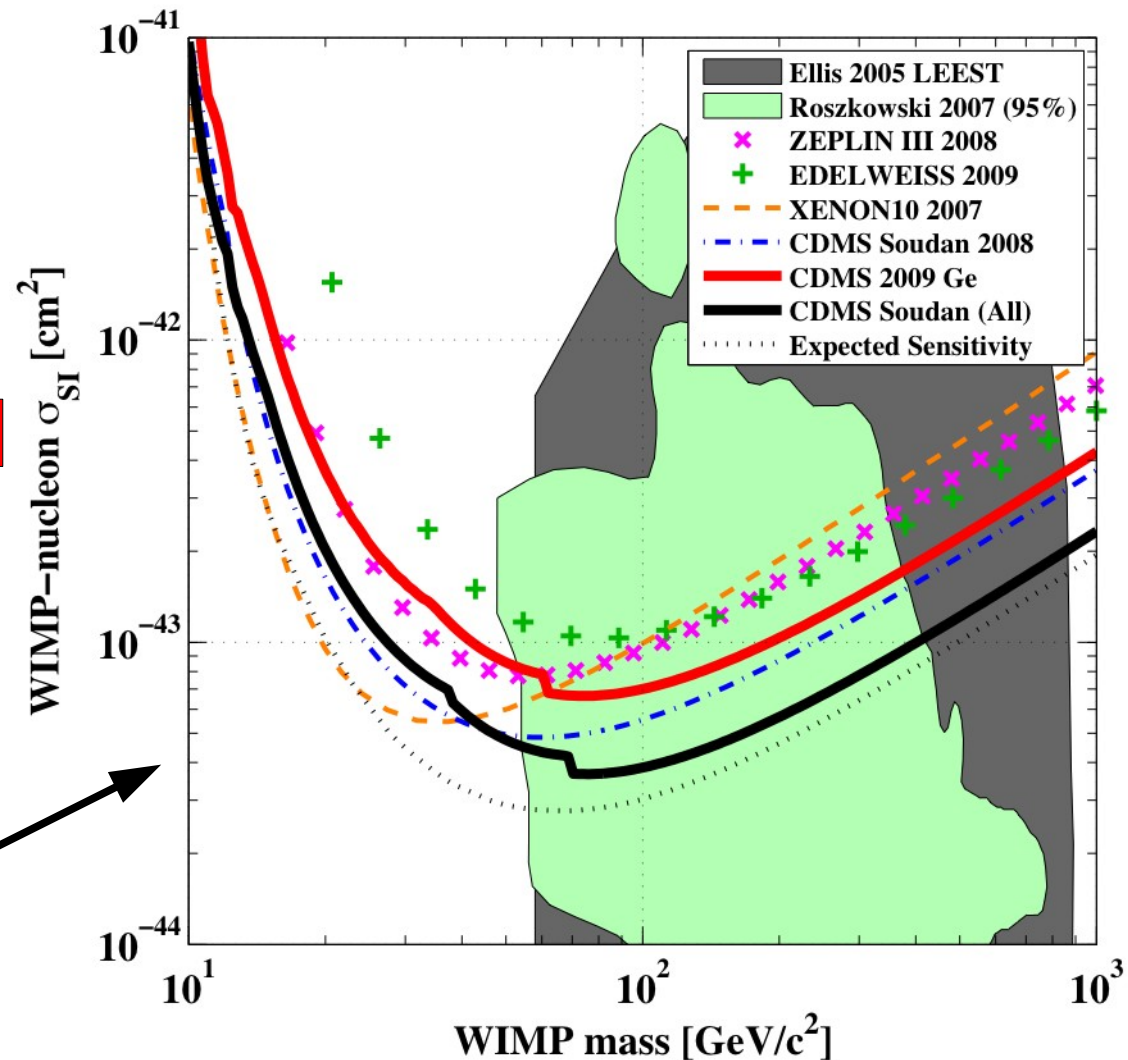 10⁻⁴¹
10⁻⁴²
10⁻⁴³
10⁻⁴⁴
WIMP−nucleon σ_SI [cm²]
Ellis 2005 LEEST
Roszkowski 2007 (95%)
ZEPLIN III 2008
EDELWEISS 2009
XENON10 2007
CDMS Soudan 2008
CDMS 2009 Ge
CDMS Soudan (All)
Expected Sensitivity
10¹ 10² 10³
WIMP mass [GeV/c²]